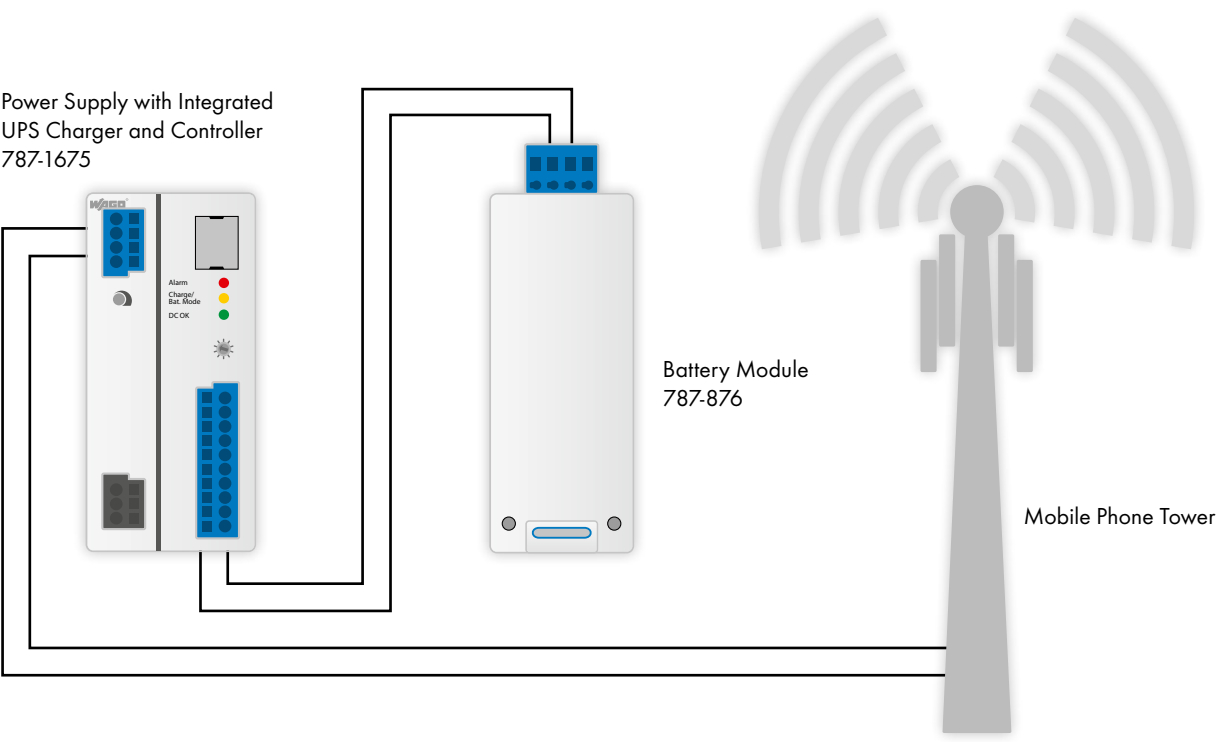 Power Supply with Integrated
UPS Charger and Controller
787-1675
WAGO
Alarm
Charge/
Bat. Mode
DC OK
Battery Module
787-876
Mobile Phone Tower